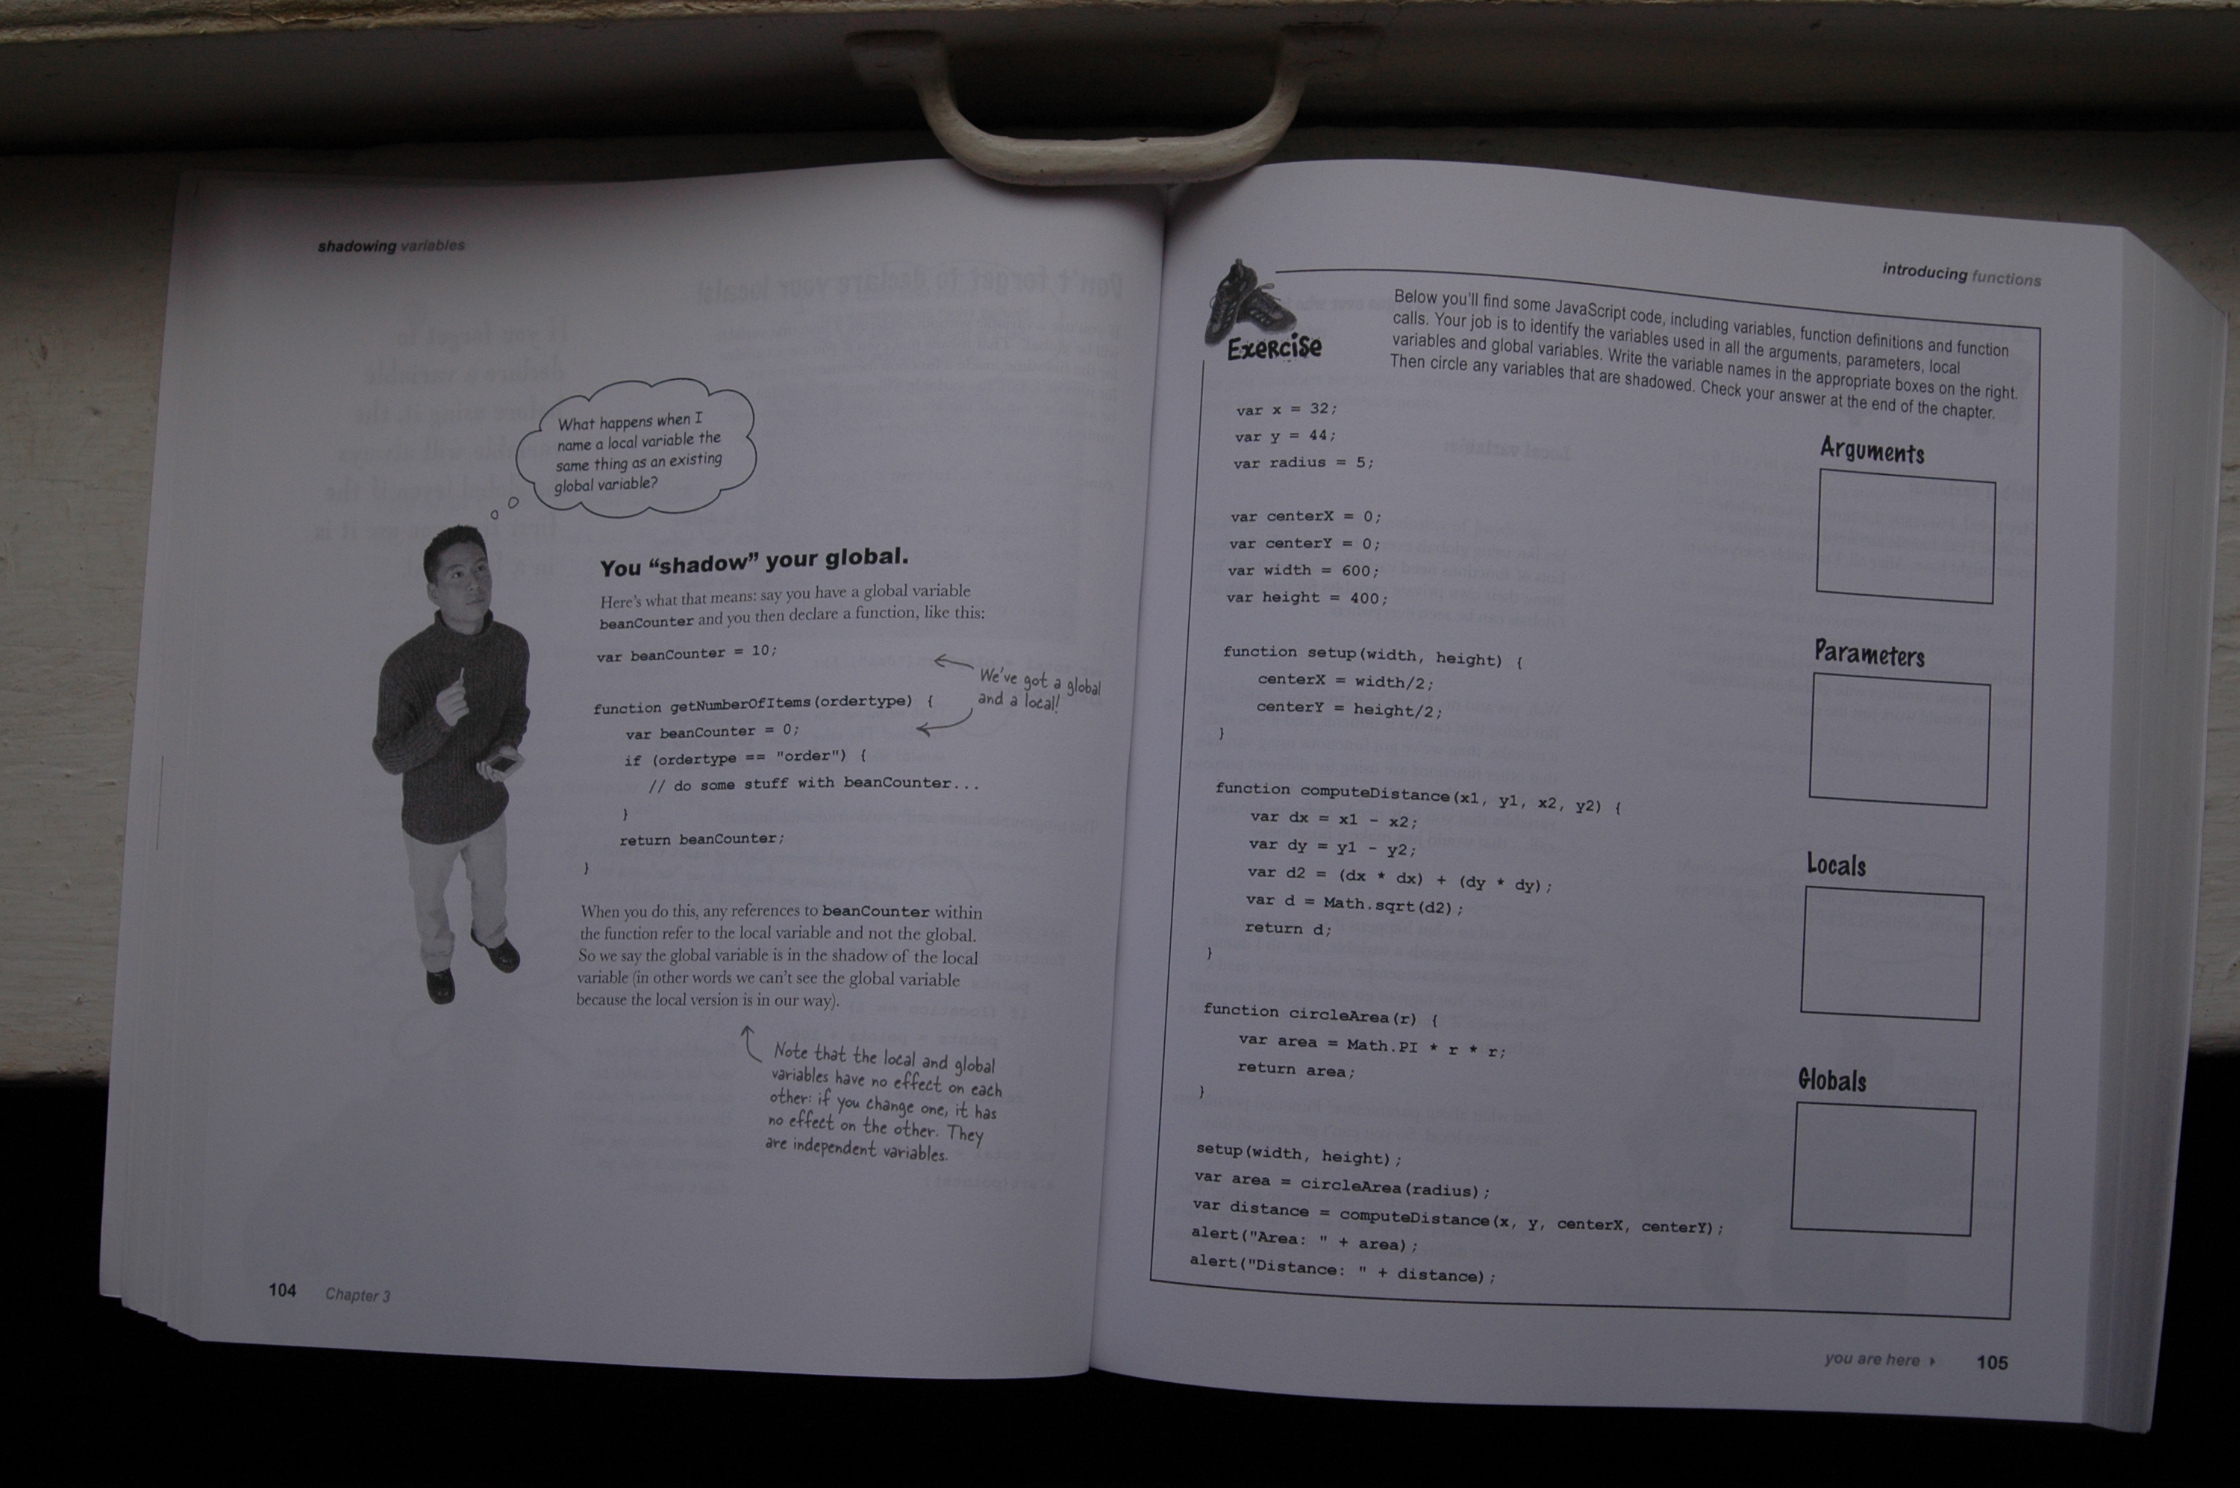 shadowing variables
What happens when I
name a local variable the
same thing as an existing
global variable?
You “shadow” your global.
Here’s what that means: say you have a global variable
beanCounter and you then declare a function, like this:
var beanCounter = 10;
We’ve got a global
and a local!
function getNumberOfItems(ordertype) {
var beanCounter = 0;
if (ordertype == "order") {
// do some stuff with beanCounter...
}
return beanCounter;
}
When you do this, any references to beanCounter within
the function refer to the local variable and not the global.
So we say the global variable is in the shadow of the local
variable (in other words we can’t see the global variable
because the local version is in our way).
Note that the local and global
variables have no effect on each
other: if you change one, it has
no effect on the other. They
are independent variables.
104 Chapter 3
introducing functions
Exercise
Below you’ll find some JavaScript code, including variables, function definitions and function
calls. Your job is to identify the variables used in all the arguments, parameters, local
variables and global variables. Write the variable names in the appropriate boxes on the right.
Then circle any variables that are shadowed. Check your answer at the end of the chapter.
var x = 32;
var y = 44;
var radius = 5;
var centerX = 0;
var centerY = 0;
var width = 600;
var height = 400;
function setup(width, height) {
centerX = width/2;
centerY = height/2;
}
function computeDistance(x1, y1, x2, y2) {
var dx = x1 - x2;
var dy = y1 - y2;
var d2 = (dx * dx) + (dy * dy);
var d = Math.sqrt(d2);
return d;
}
function circleArea(r) {
var area = Math.PI * r * r;
return area;
}
setup(width, height);
var area = circleArea(radius);
var distance = computeDistance(x, y, centerX, centerY);
alert("Area: " + area);
alert("Distance: " + distance);
Arguments
Parameters
Locals
Globals
you are here ▸ 105